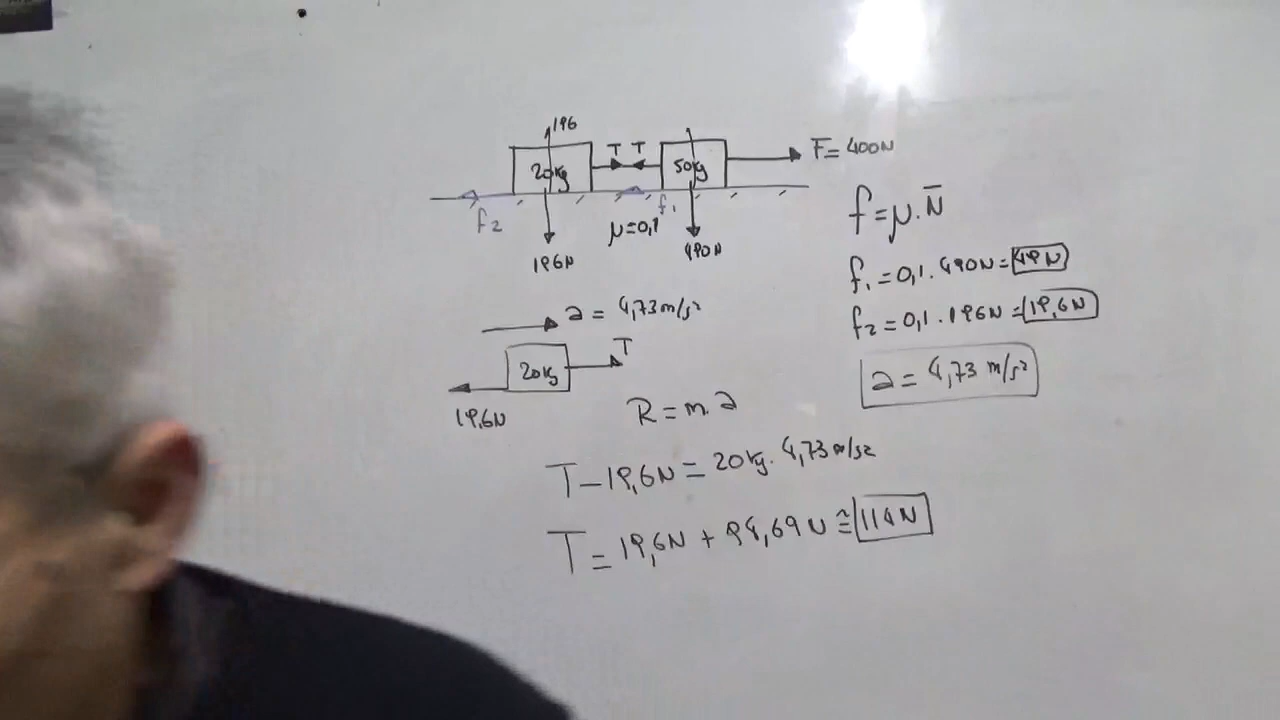 196
T T
20kg
50kg
F = 400N
f2
μ=0,1
f1
196N
490N
f = μ.N̄
f1 = 0,1 . 490N = 49N
f2 = 0,1 . 196N = 19,6N
a = 4,73 m/s²
a = 4,73 m/s²
T
20kg
19,6N
R = m. a
T – 19,6N = 20kg. 4,73 m/s2
T = 19,6N + 94,69N ≅ 114N